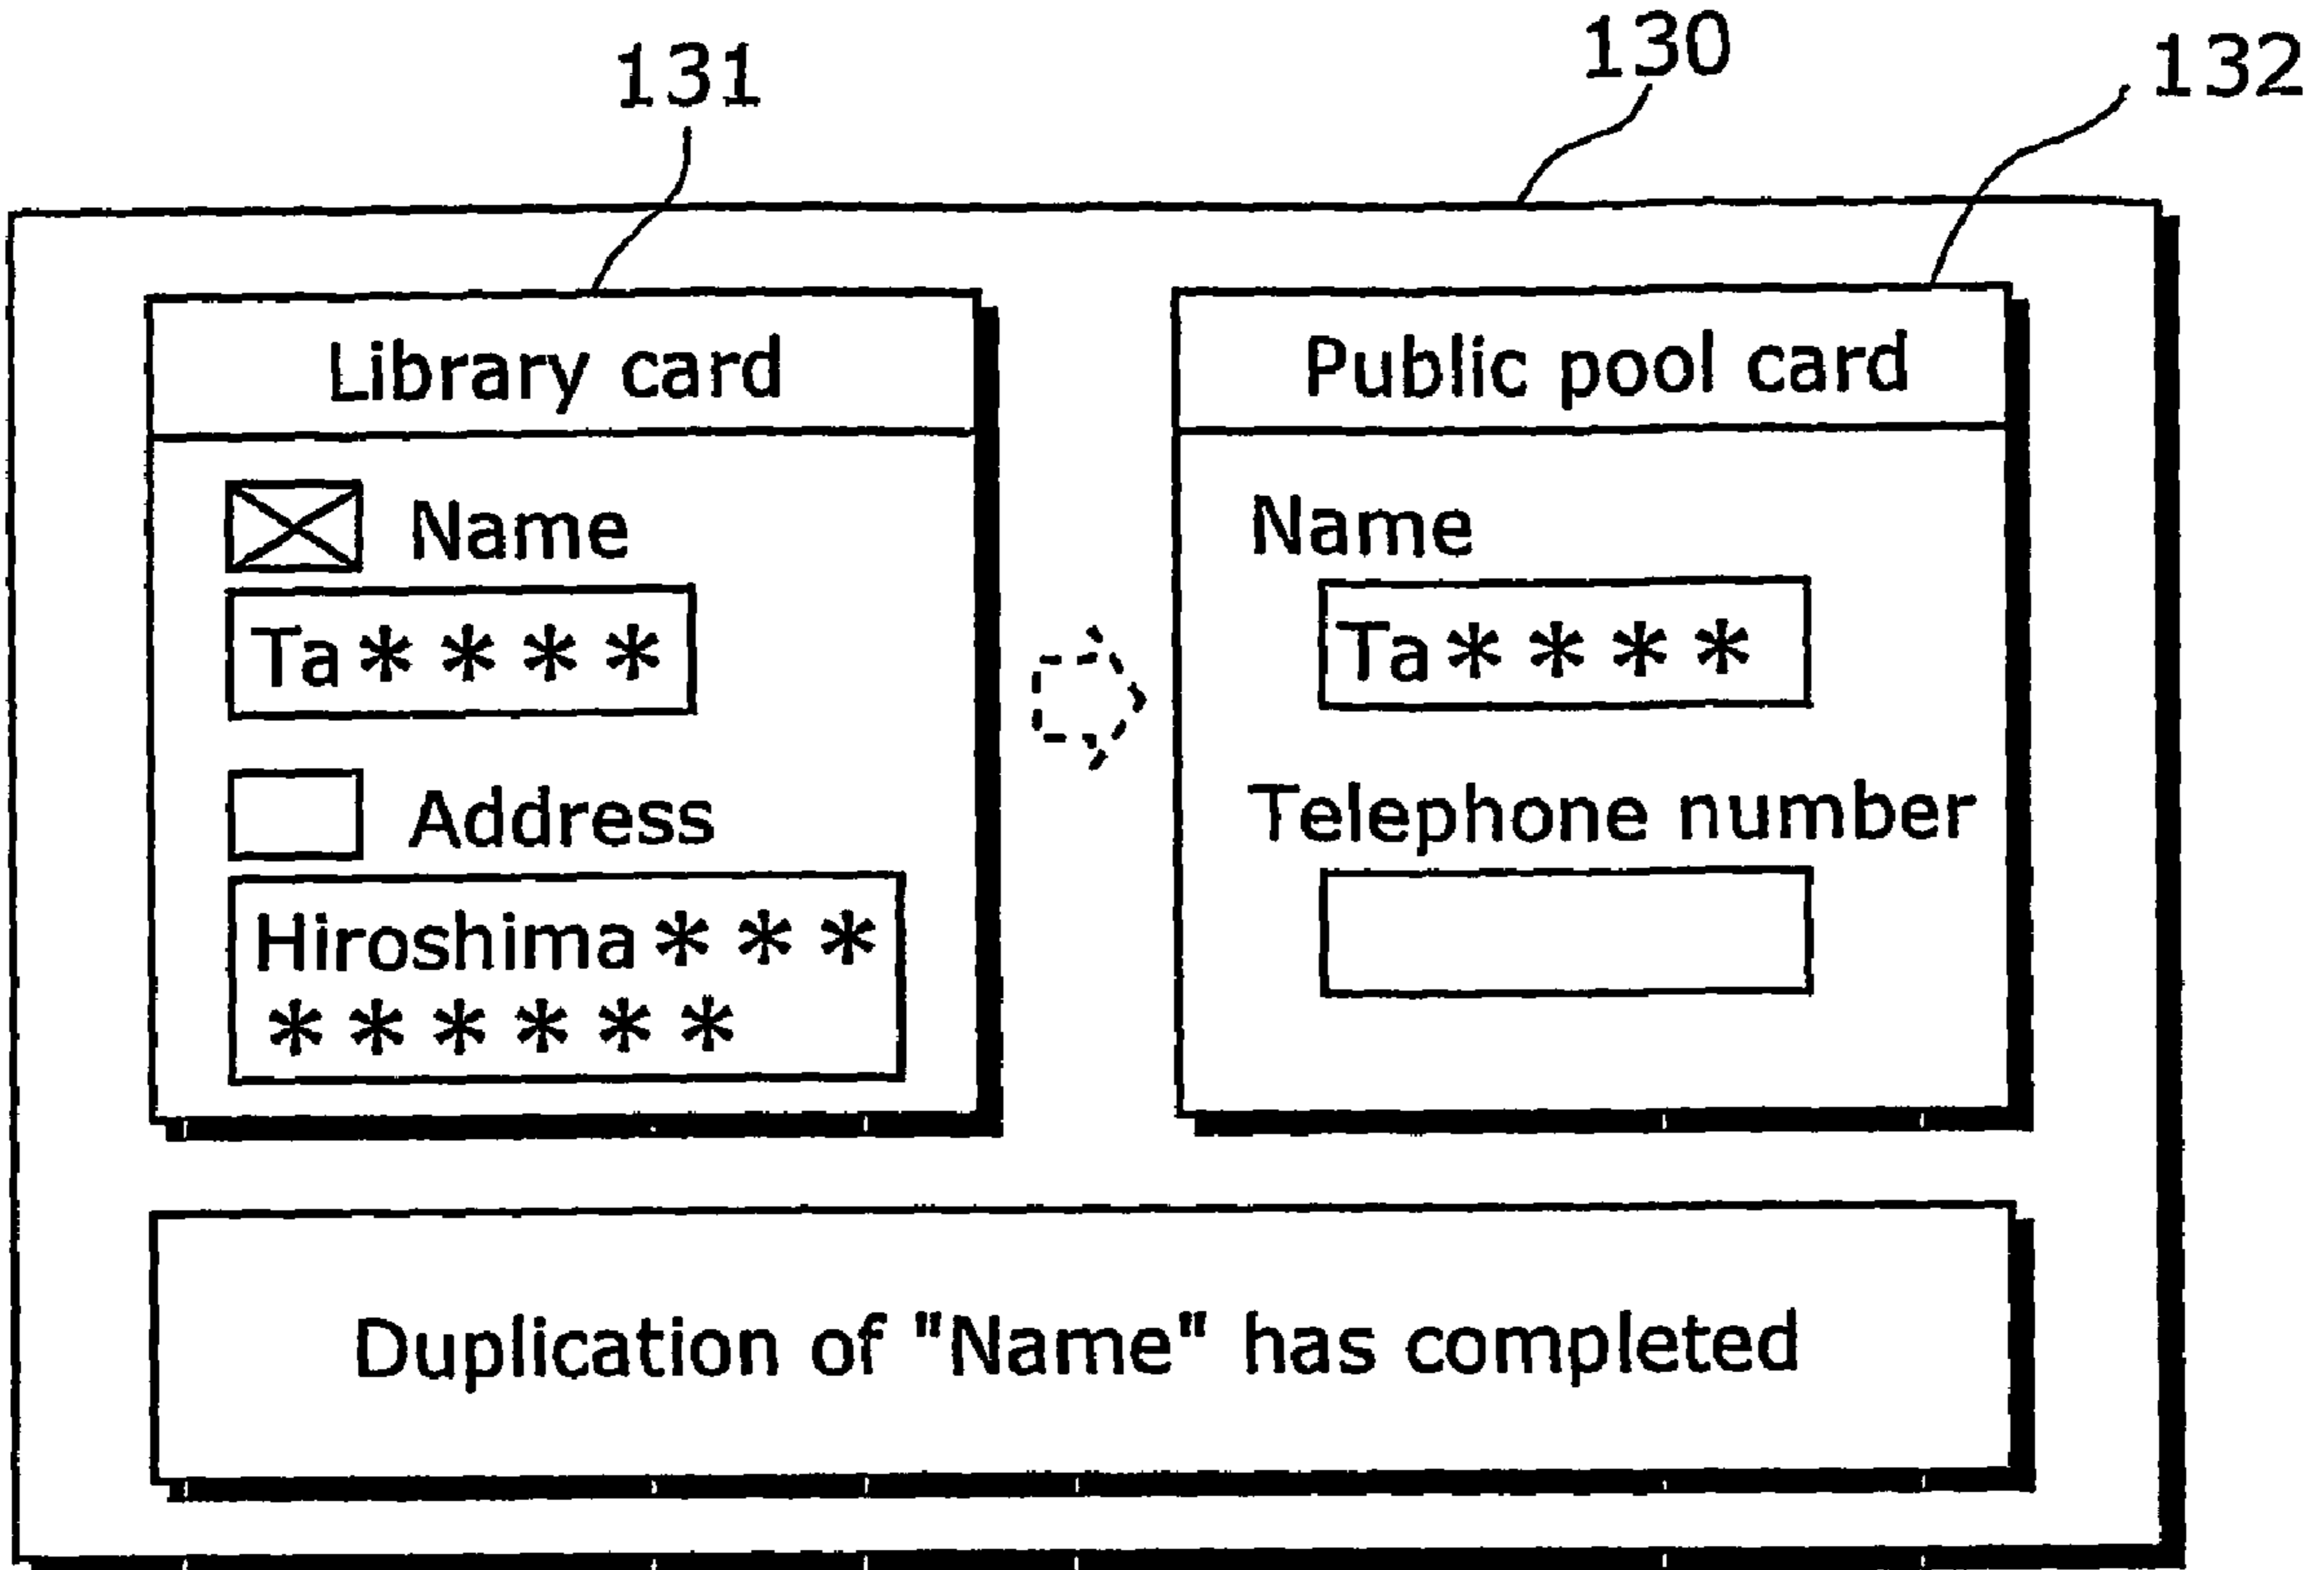 131
130
132
Library card
Name
Ta****
Address
Hiroshima***
******
Public pool card
Name
Ta****
Telephone number
Duplication of "Name" has completed